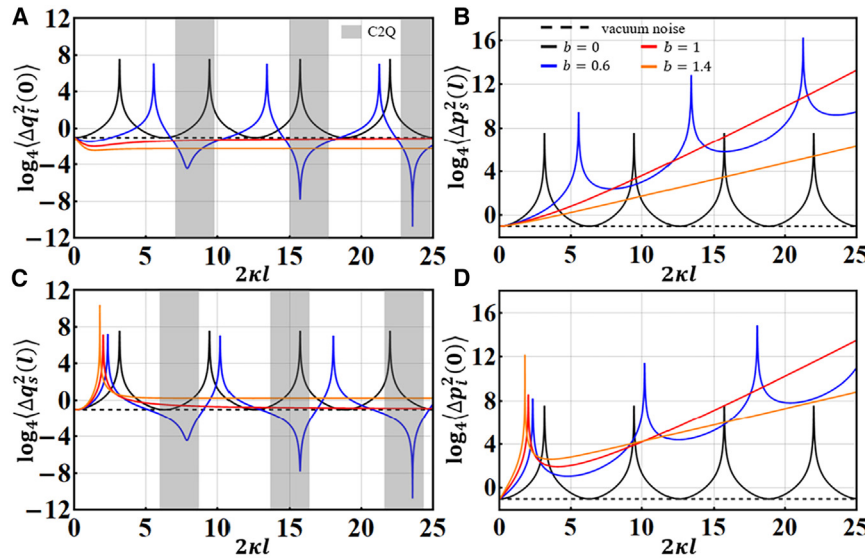 A
12
8
4
0
−4
−8
−12
log₄⟨Δq²ᵢ(0)⟩
C2Q
0 5 10 15 20 25
2κl
B
16
12
8
4
0
log₄⟨Δp²ₛ(l)⟩
vacuum noise
b = 0 b = 1
b = 0.6 b = 1.4
0 5 10 15 20 25
2κl
C
12
8
4
0
−4
−8
−12
log₄⟨Δq²ₛ(l)⟩
0 5 10 15 20 25
2κl
D
16
12
8
4
0
log₄⟨Δp²ᵢ(0)⟩
0 5 10 15 20 25
2κl